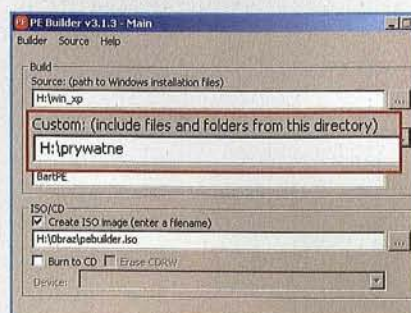 PE Builder v3.1.3 - Main
Builder Source Help
Build
Source: (path to Windows installation files)
H:\win_xp
...
Custom: (include files and folders from this directory)
H:\prywatne
BartPE
ISO/CD
Create ISO image (enter a filename)
H:\Obraz\pebuilder.iso
...
Burn to CD Erase CDRW
Device: